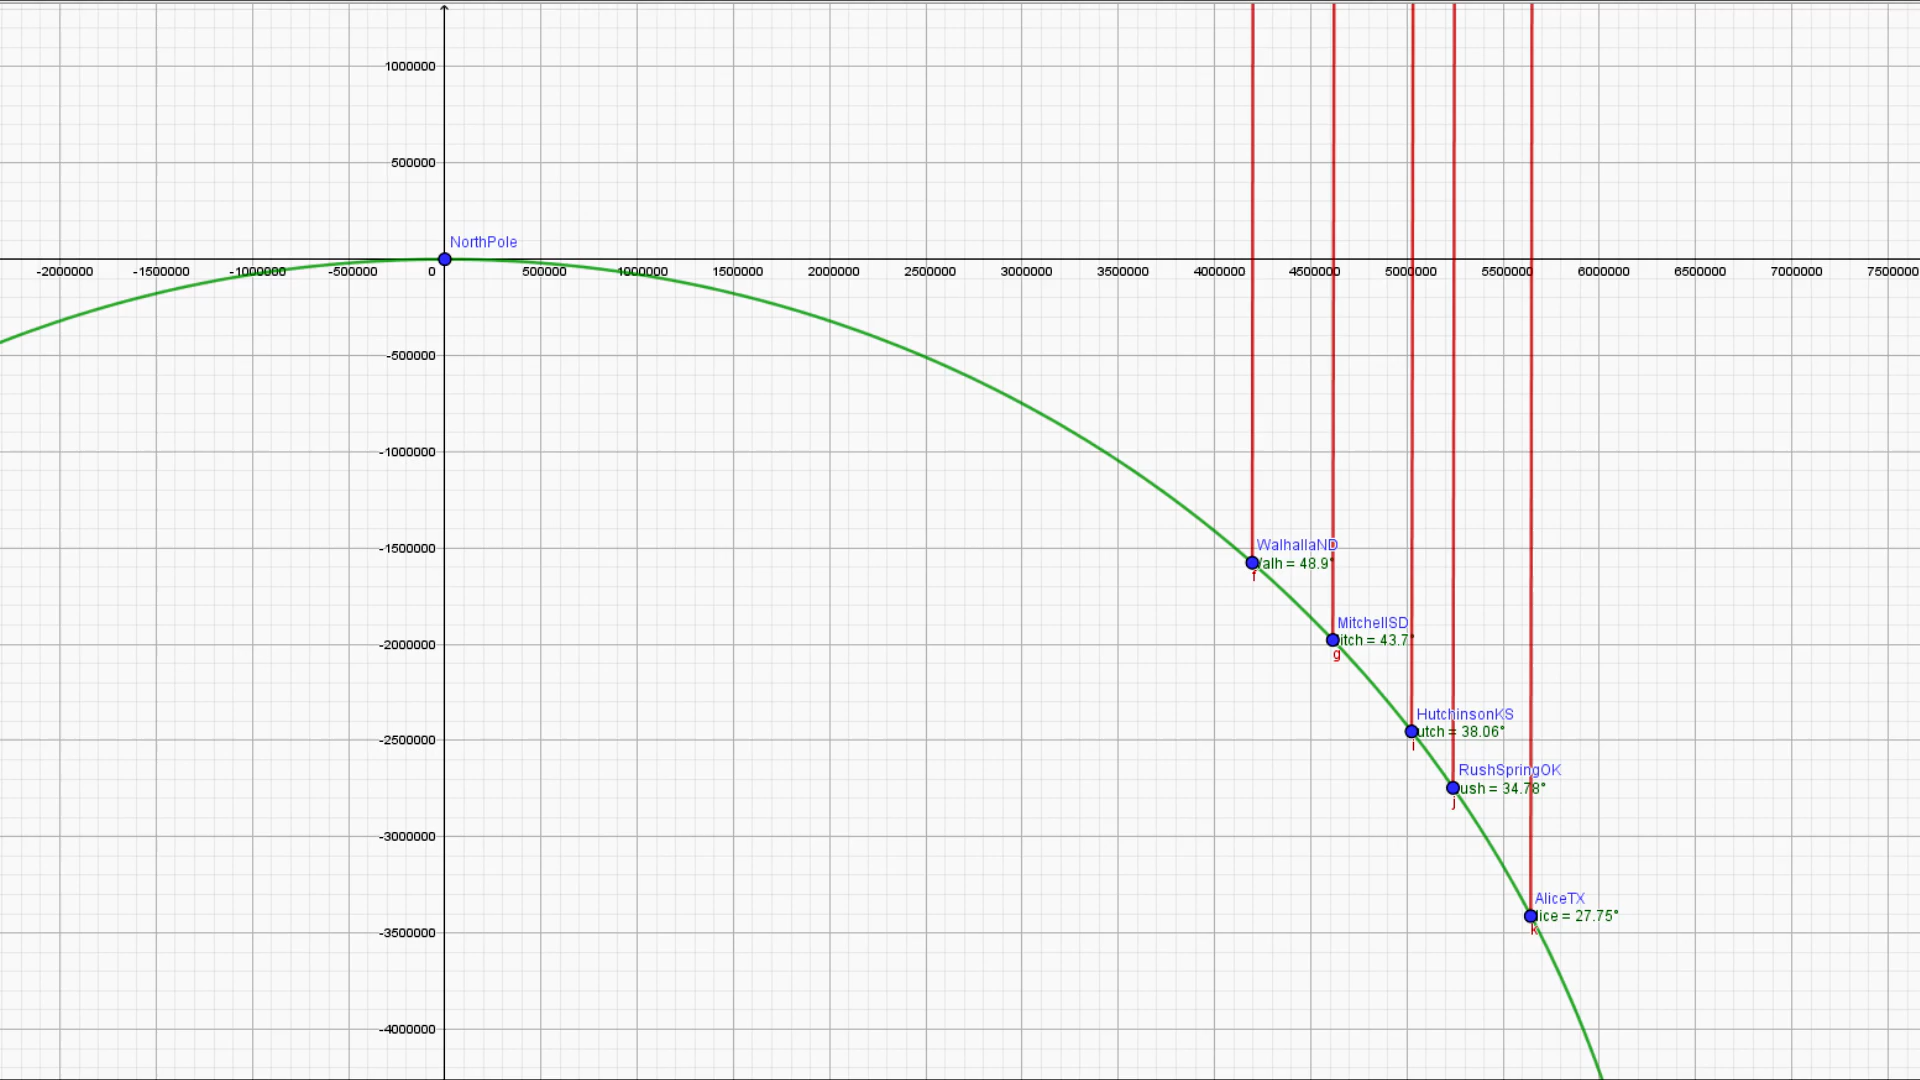 1000000
500000
NorthPole
-2000000 -1500000 -1000000 -500000 0 500000 1000000 1500000 2000000 2500000 3000000 3500000 4000000 4500000 5000000 5500000 6000000 6500000 7000000 7500000
-500000
-1000000
-1500000
WalhallaND
alh = 48.9°
f
MitchellSD
itch = 43.7°
g
-2000000
HutchinsonKS
utch = 38.06°
i
-2500000
RushSpringOK
ush = 34.78°
j
-3000000
AliceTX
lice = 27.75°
k
-3500000
-4000000